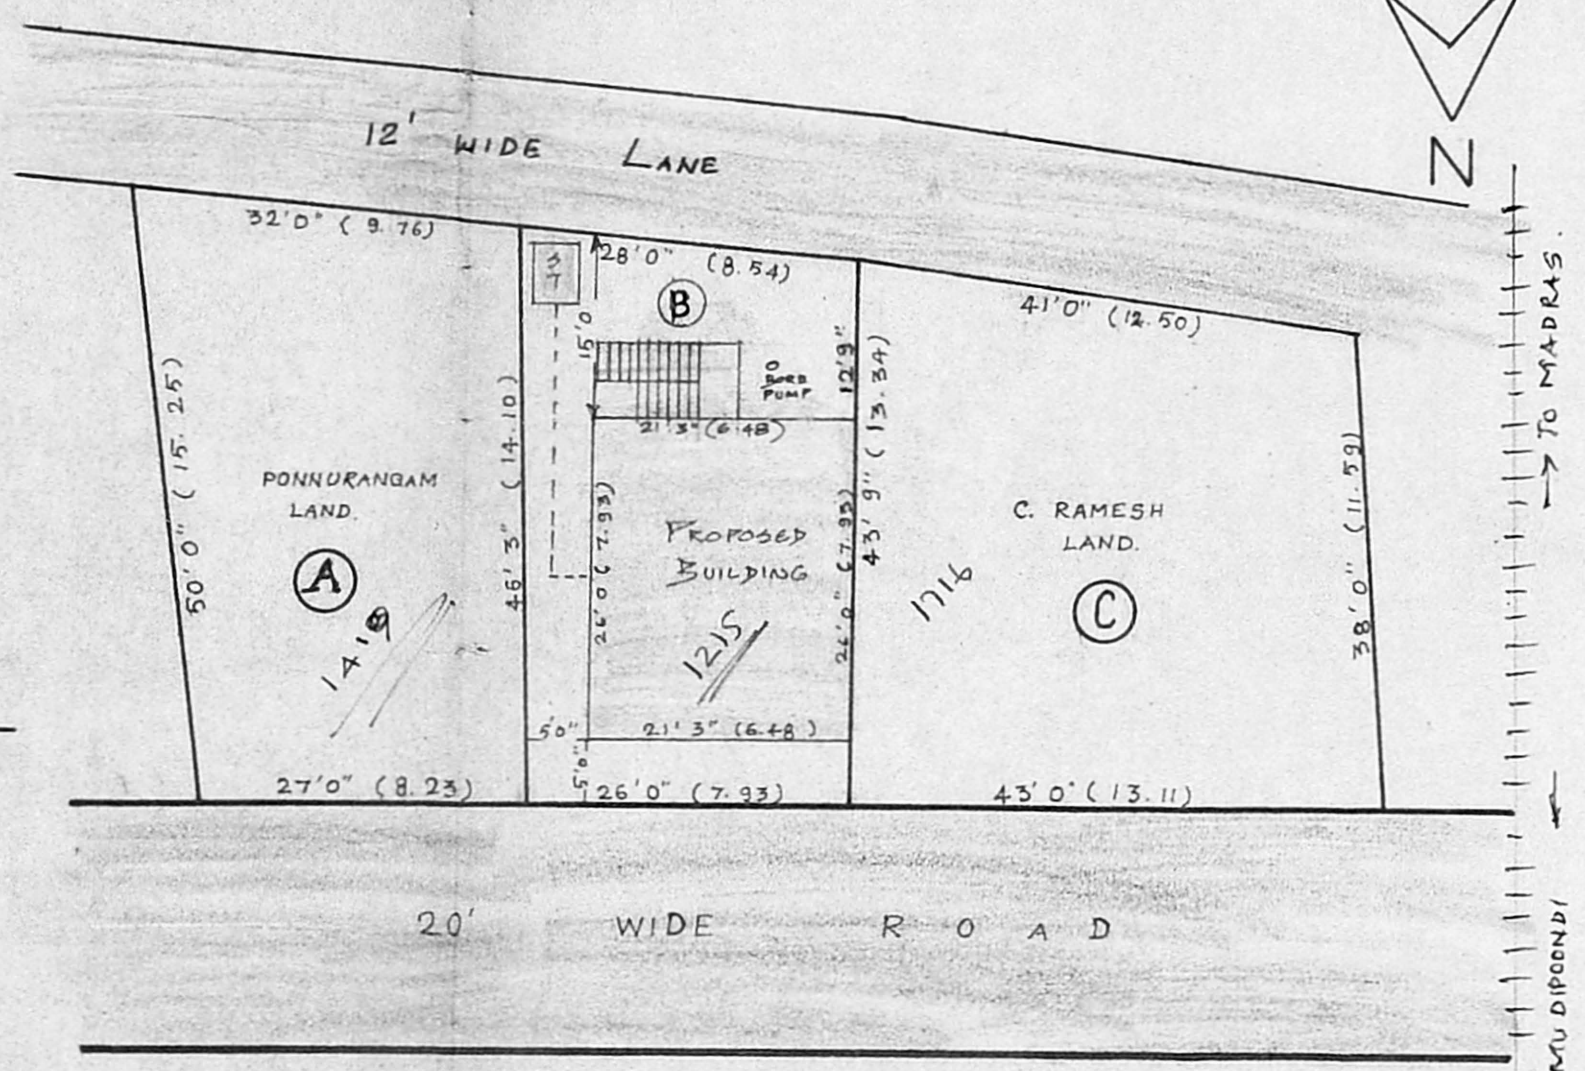 N
12' WIDE LANE
32'0" (9.76)
28'0" (8.54)
41'0" (12.50)
→ TO MADRAS.
B
15'0
12'9"
O
BORE
PUMP
21'3" (6.48)
50'0" (15.25)
46'3" (14.10)
43'9" (13.34)
38'0" (11.59)
PONNURANGAM
LAND.
A
26'0 (7.93)
PROPOSED
BUILDING
1215
26'0" (7.93)
C. RAMESH
LAND.
C
1716
5'0"
21'3" (6.48)
5'0"
27'0" (8.23)
26'0" (7.93)
43'0" (13.11)
20' WIDE ROAD
MUDIPOONDI